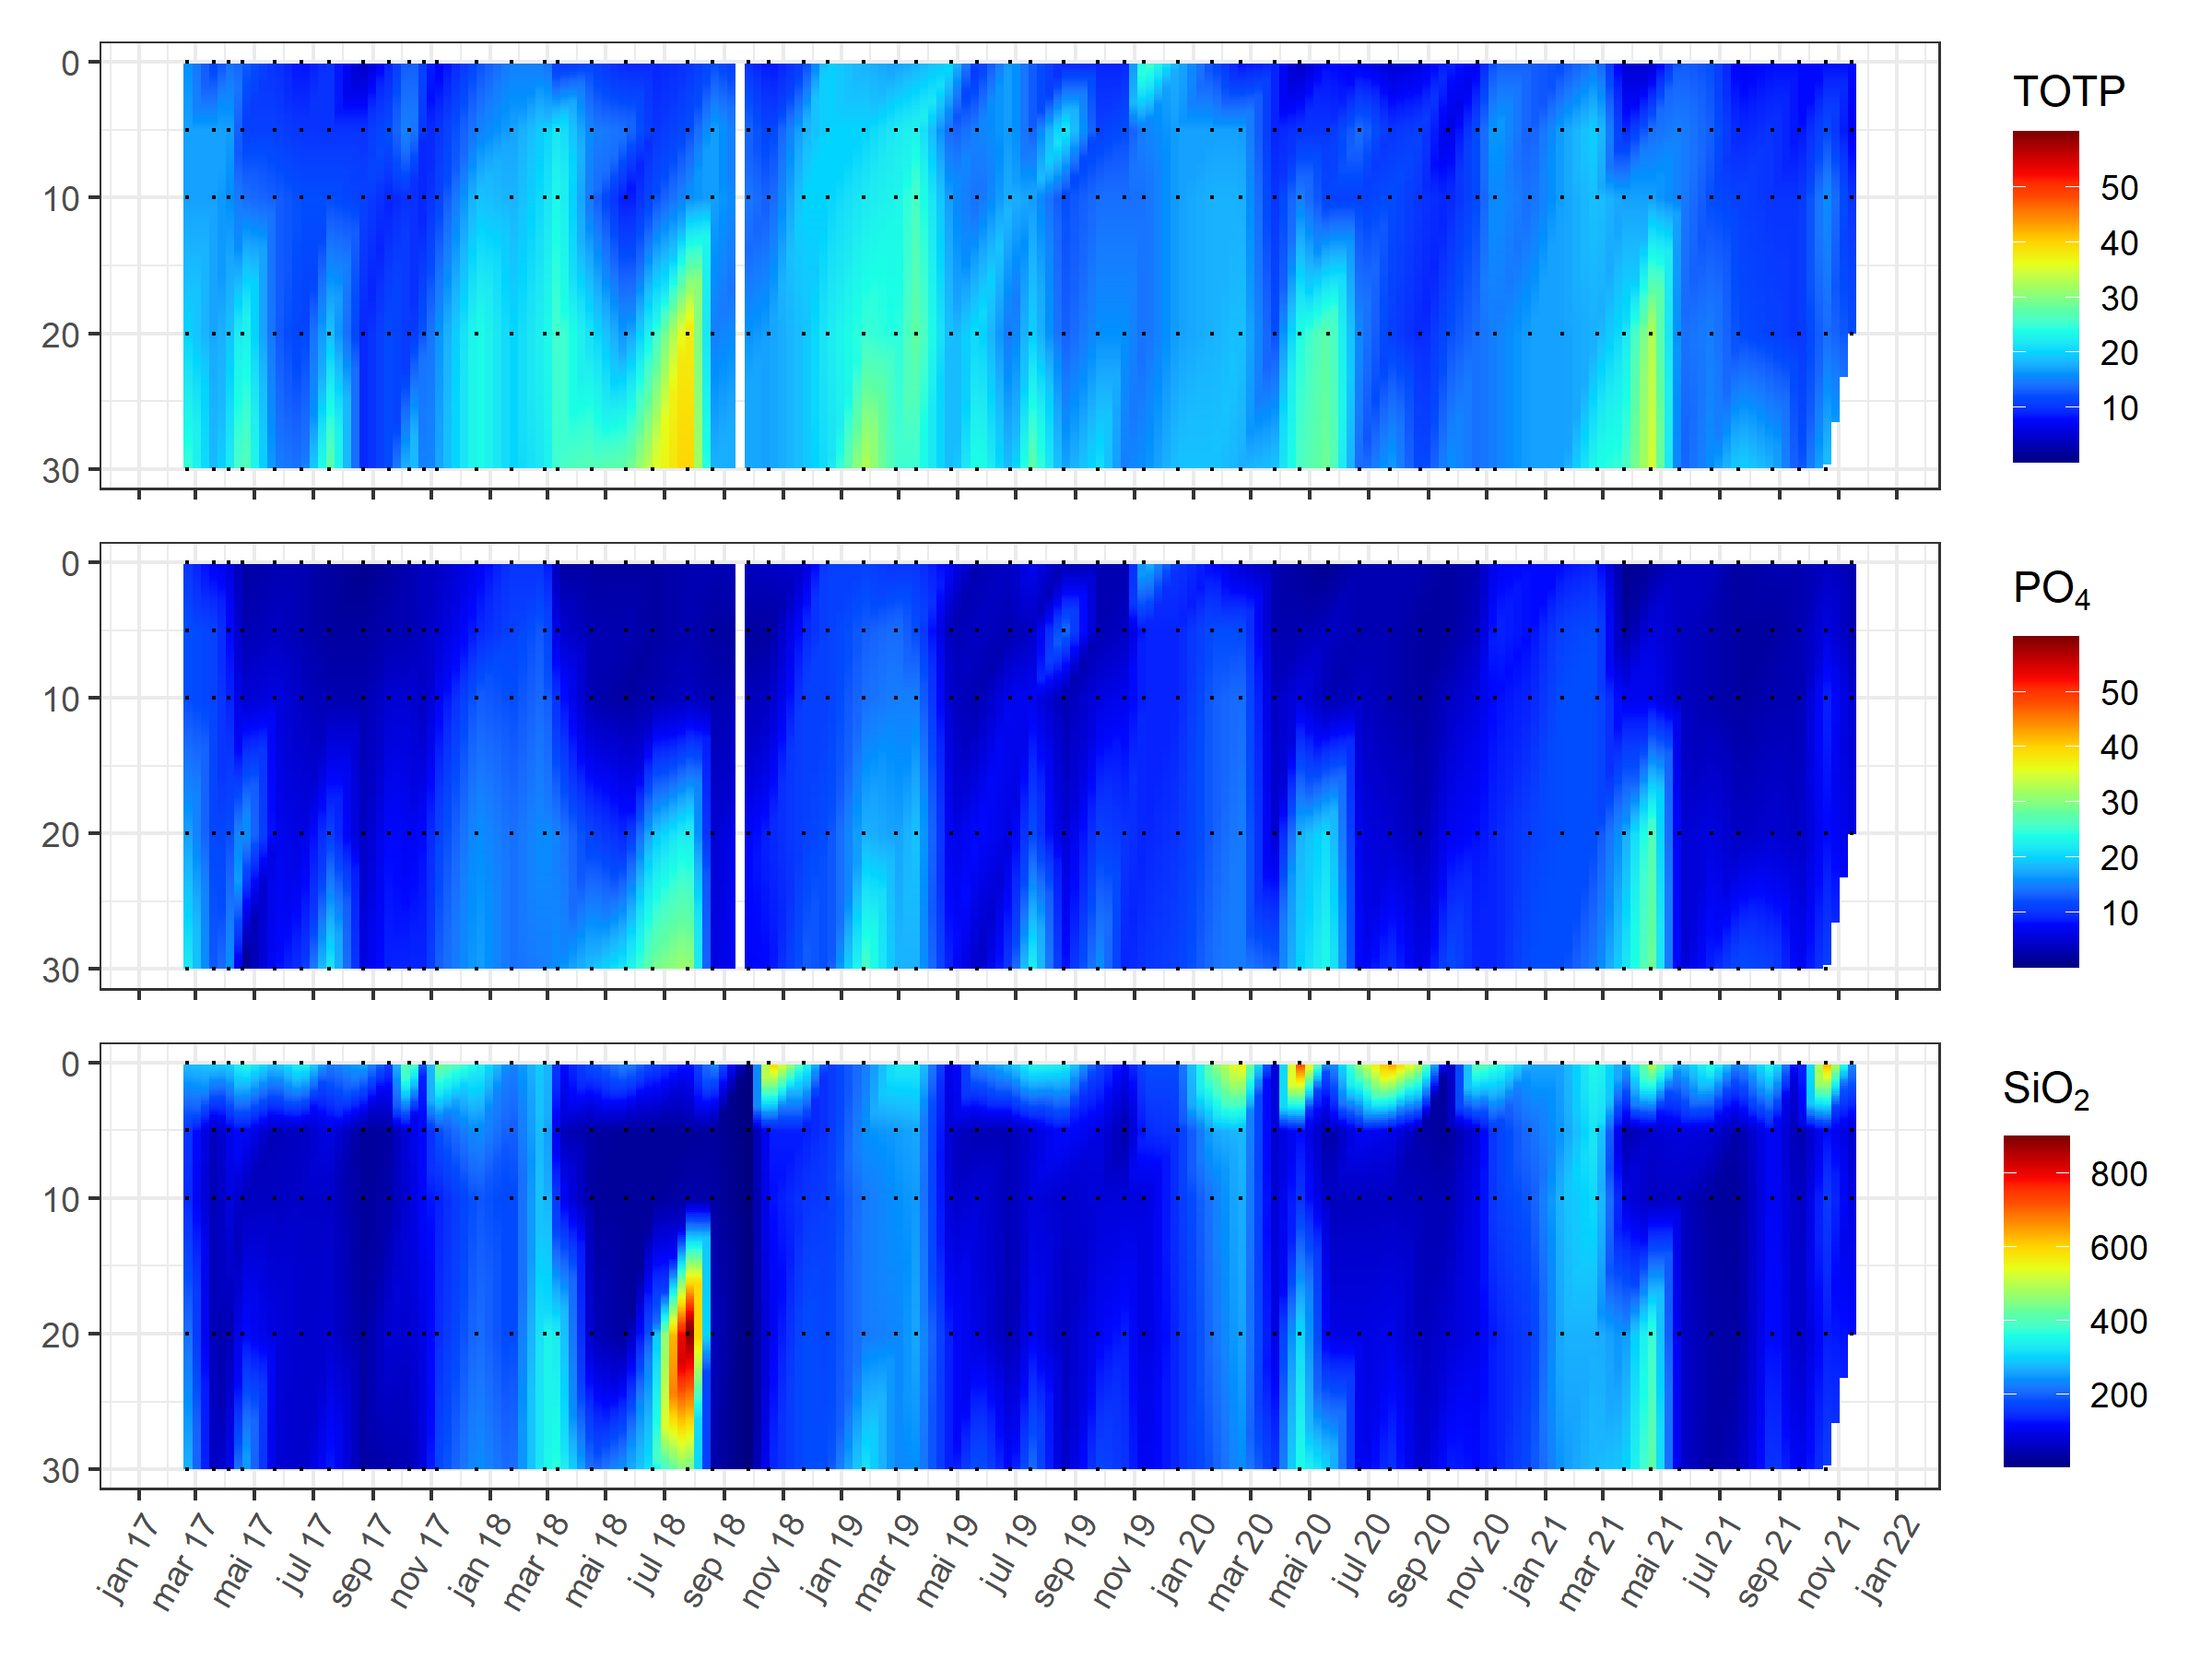 TOTP
0
10
20
30
50
40
30
20
10
PO₄
0
10
20
30
50
40
30
20
10
SiO₂
0
10
20
30
800
600
400
200
jan 17
mar 17
mai 17
jul 17
sep 17
nov 17
jan 18
mar 18
mai 18
jul 18
sep 18
nov 18
jan 19
mar 19
mai 19
jul 19
sep 19
nov 19
jan 20
mar 20
mai 20
jul 20
sep 20
nov 20
jan 21
mar 21
mai 21
jul 21
sep 21
nov 21
jan 22